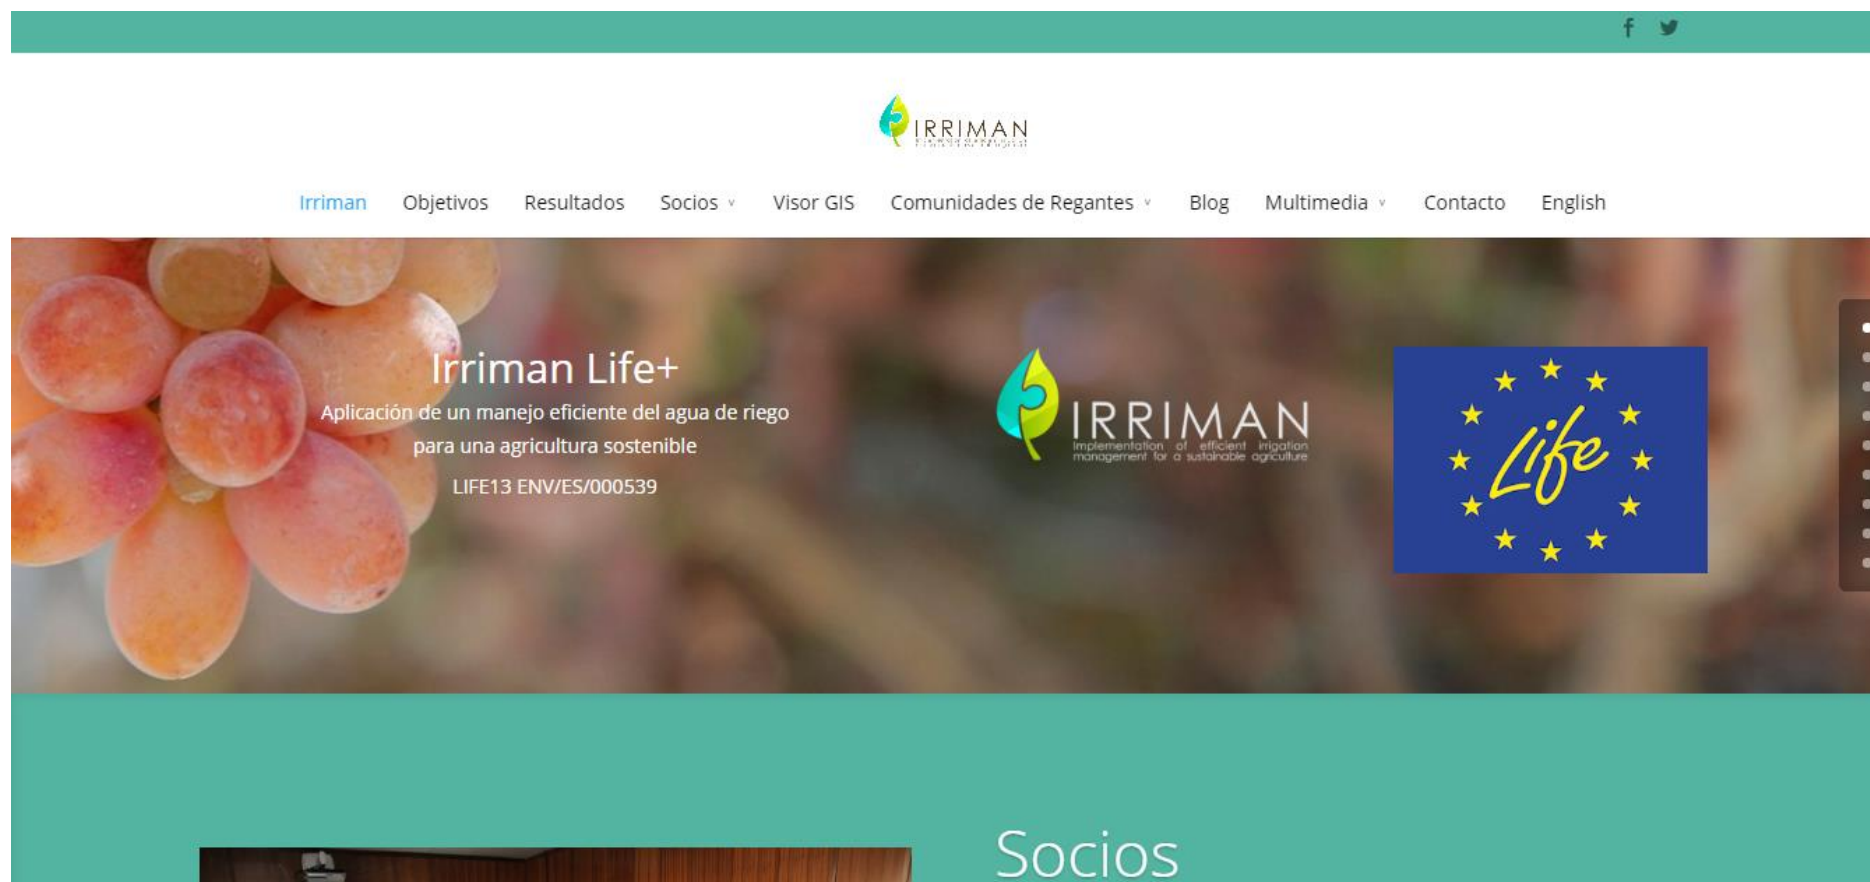 IRRIMAN
Irriman Objetivos Resultados Socios Visor GIS Comunidades de Regantes Blog Multimedia Contacto English
Irriman Life+
Aplicación de un manejo eficiente del agua de riego
para una agricultura sostenible
LIFE13 ENV/ES/000539
IRRIMAN
Implementation of efficient irrigation
management for a sustainable agriculture
Life
Socios